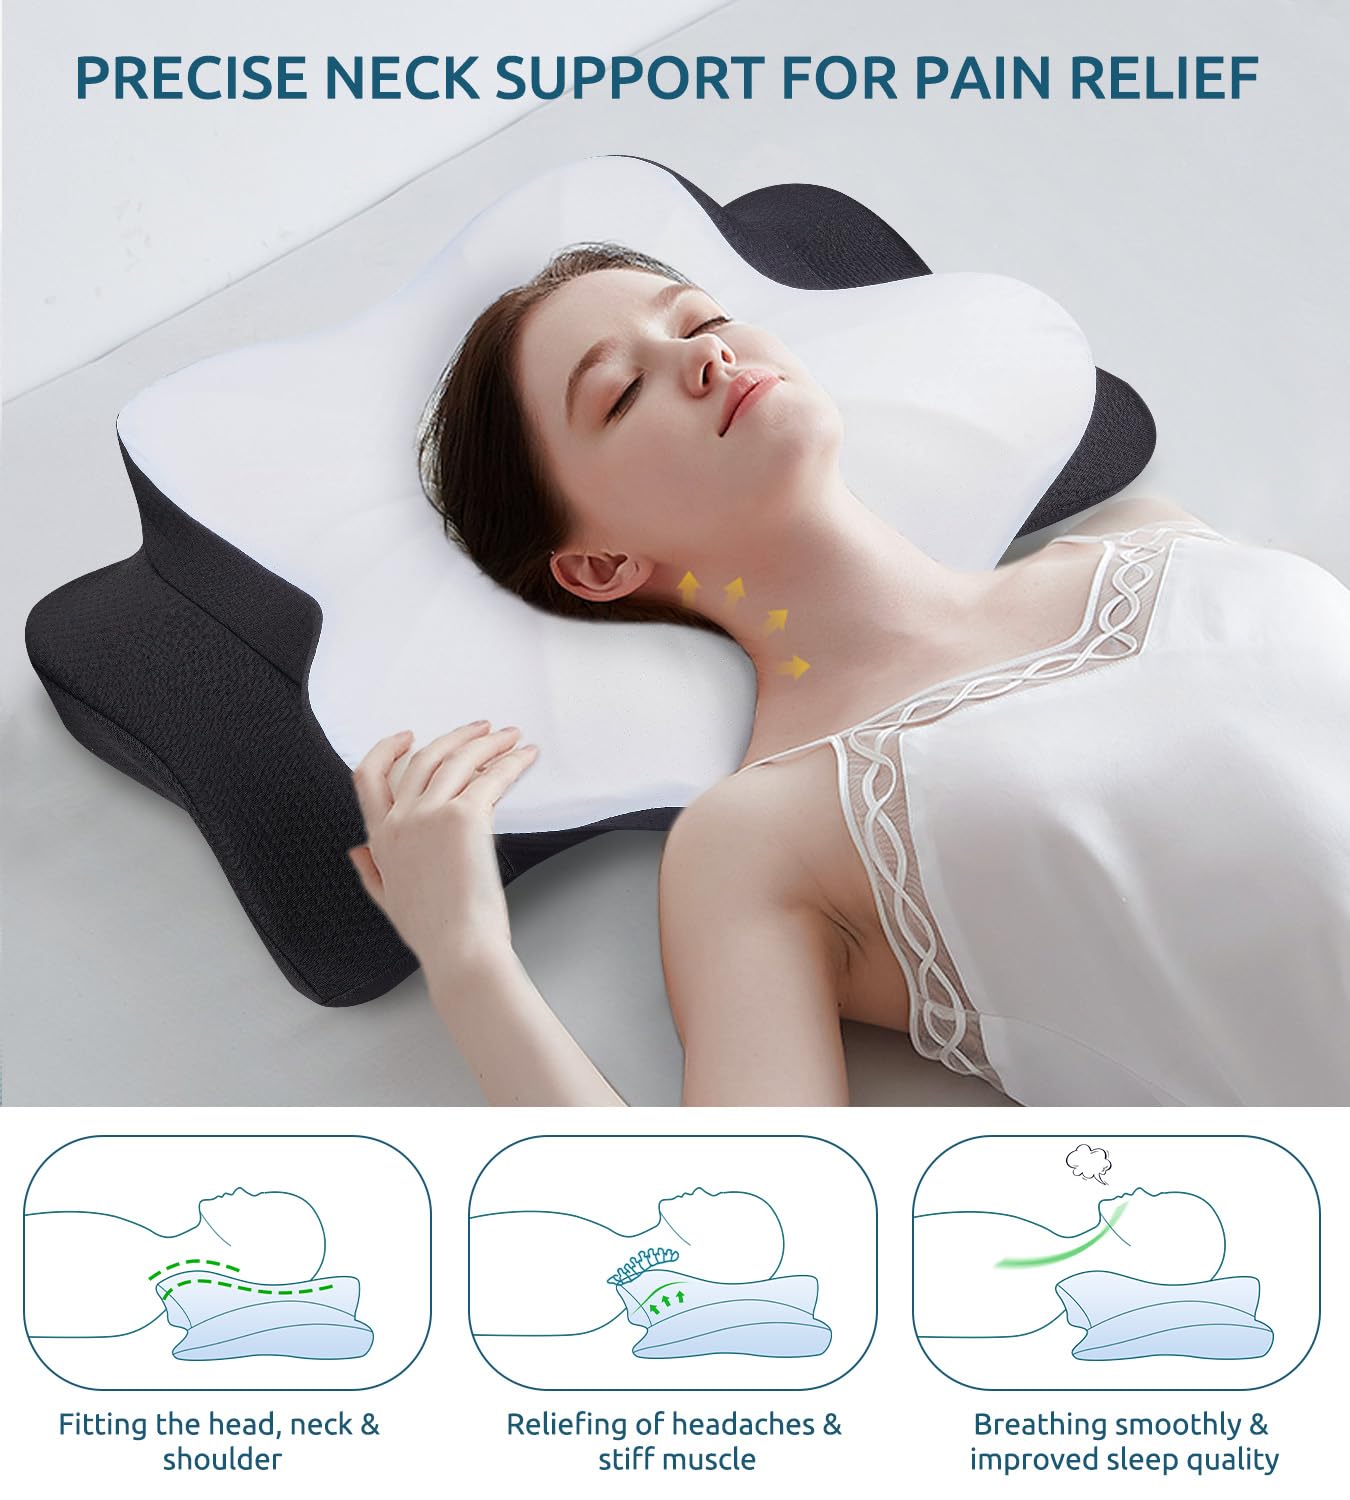 PRECISE NECK SUPPORT FOR PAIN RELIEF
Fitting the head, neck &
shoulder
Reliefing of headaches &
stiff muscle
Breathing smoothly &
improved sleep quality